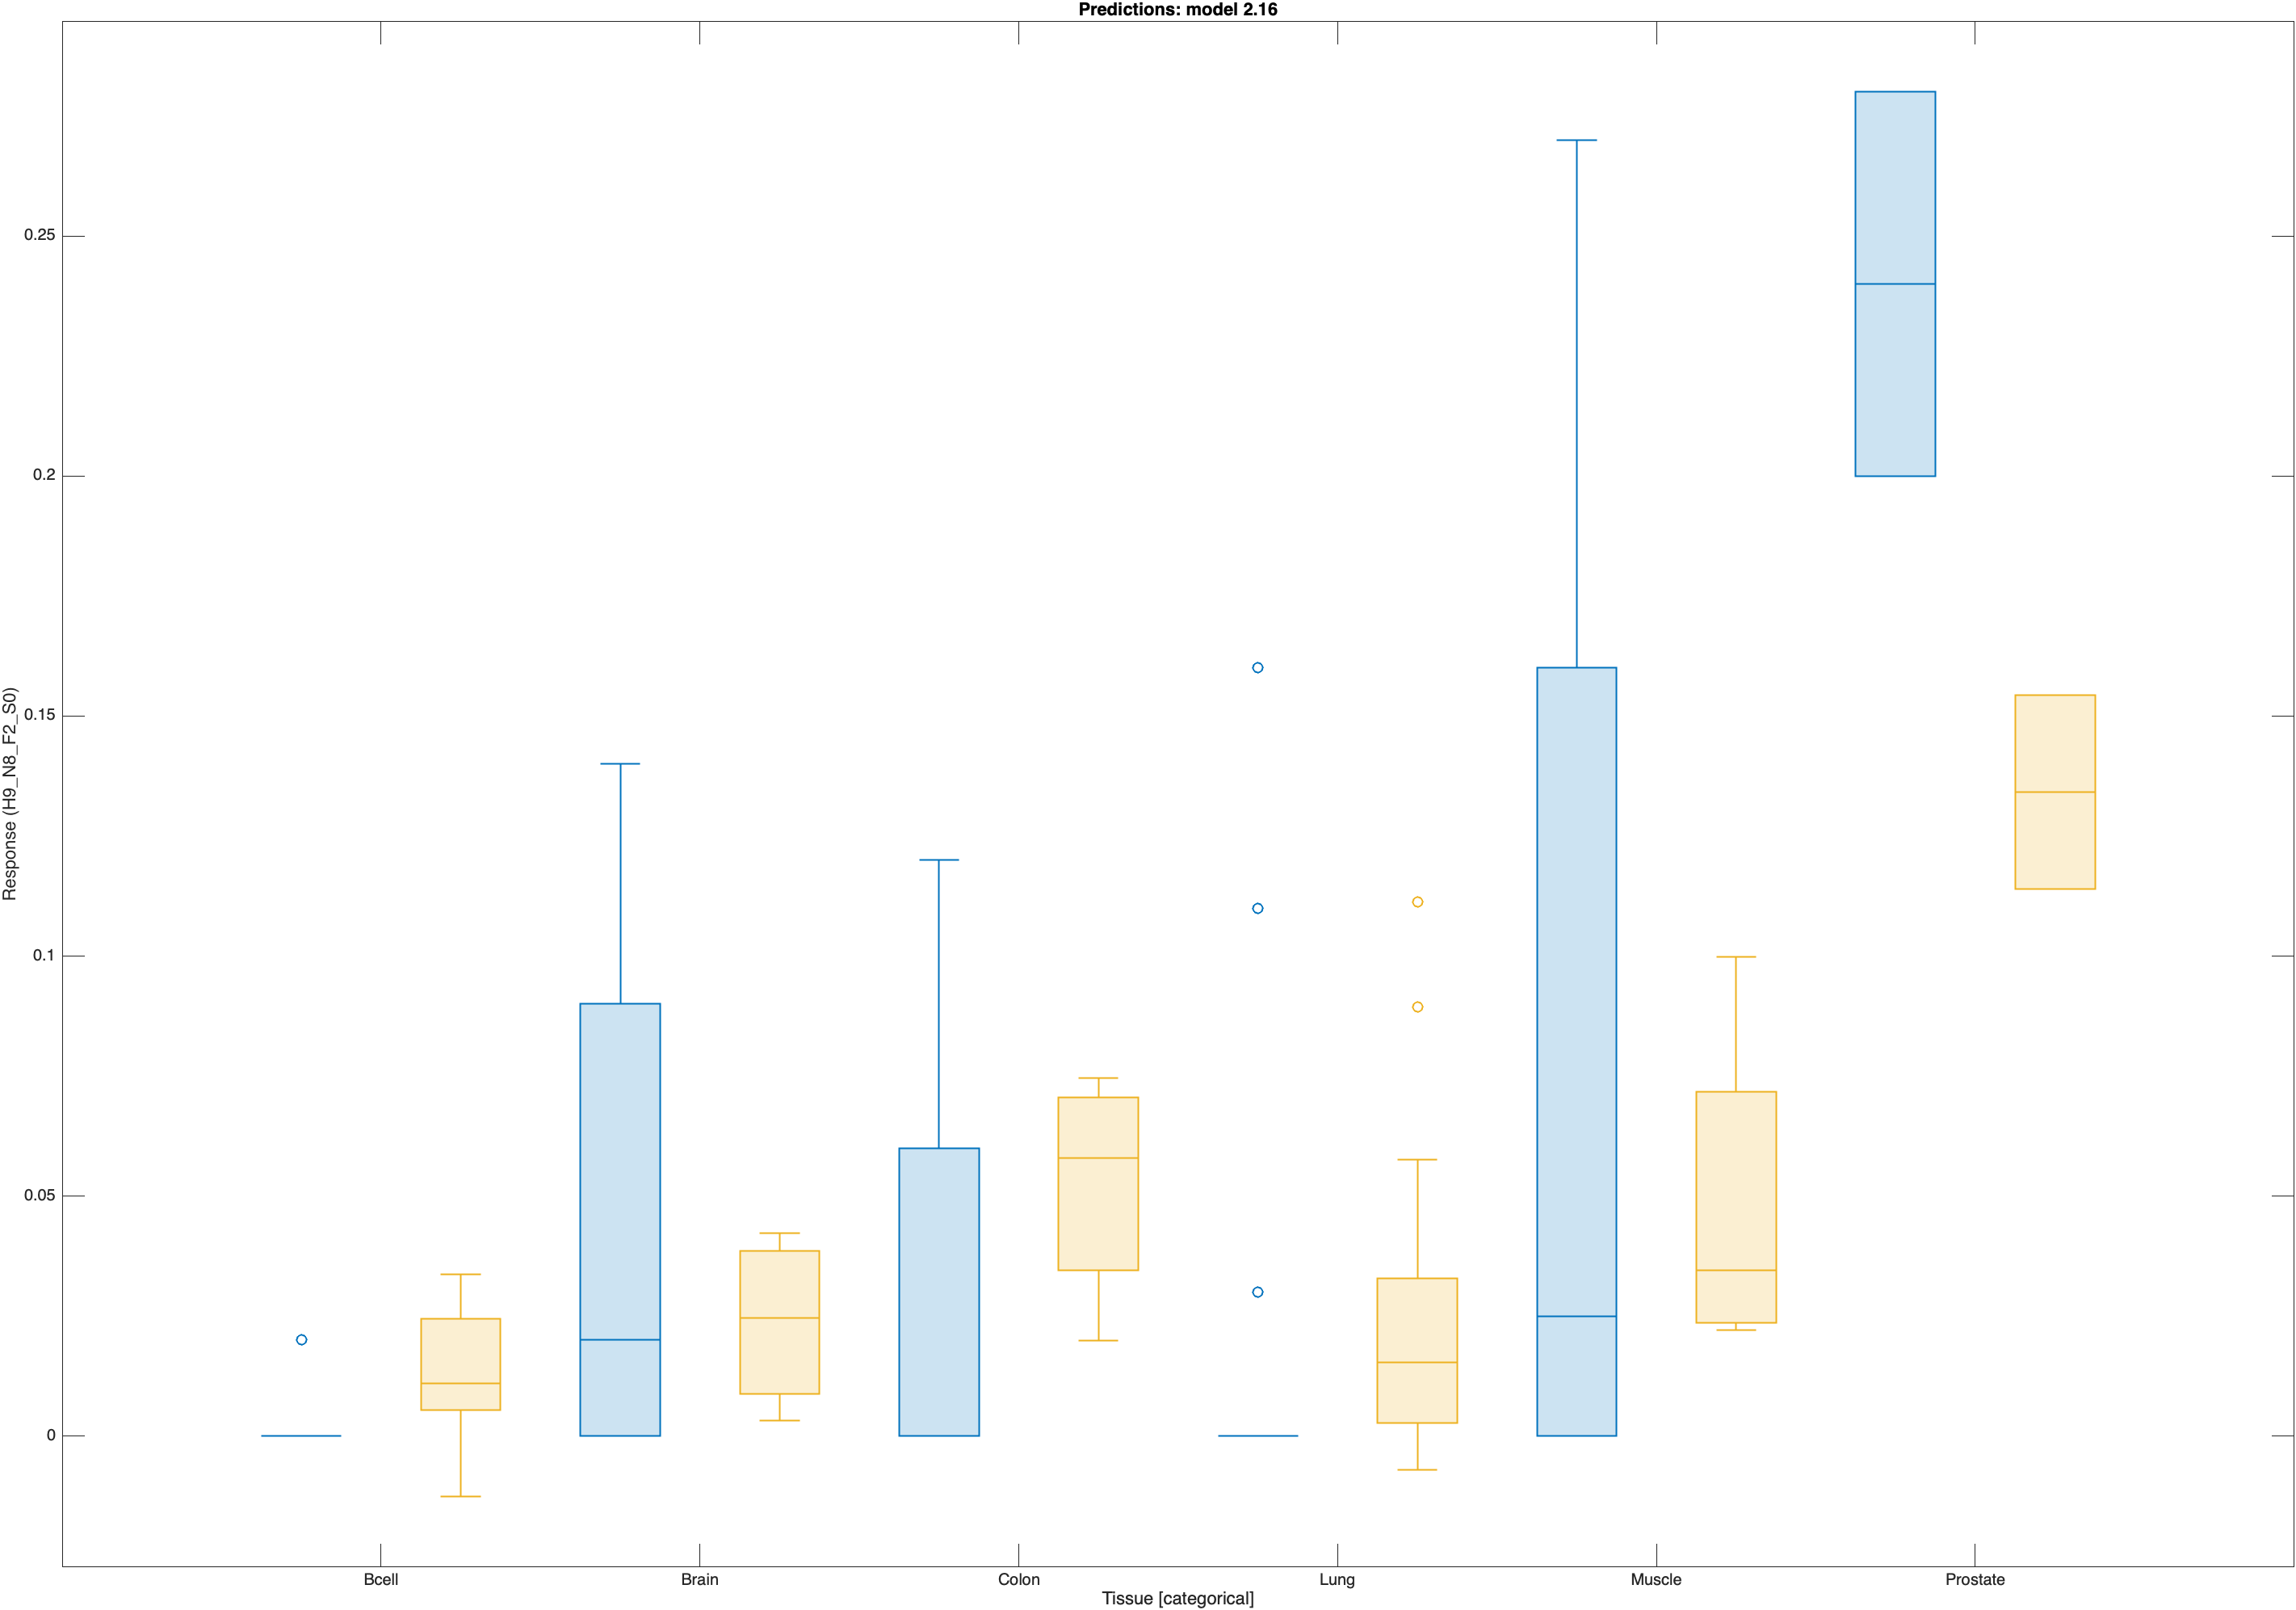 Predictions: model 2.16
0.25
0.2
0.15
0.1
0.05
0
Response (H9_N8_F2_S0)
Bcell
Brain
Colon
Lung
Muscle
Prostate
Tissue [categorical]